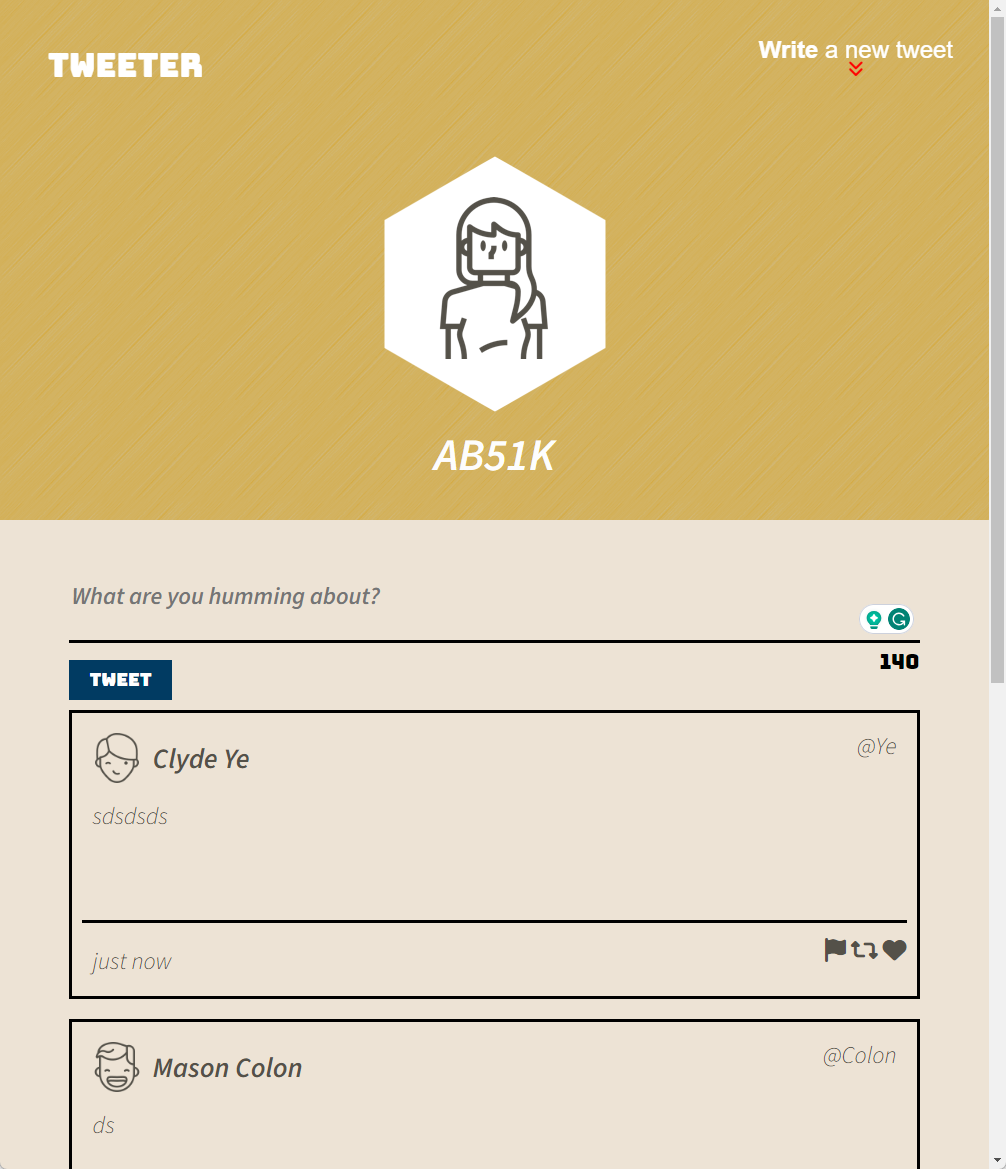 TWEETER
Write a new tweet
AB51K
What are you humming about?
140
TWEET
Clyde Ye
@Ye
sdsdsds
just now
Mason Colon
@Colon
ds